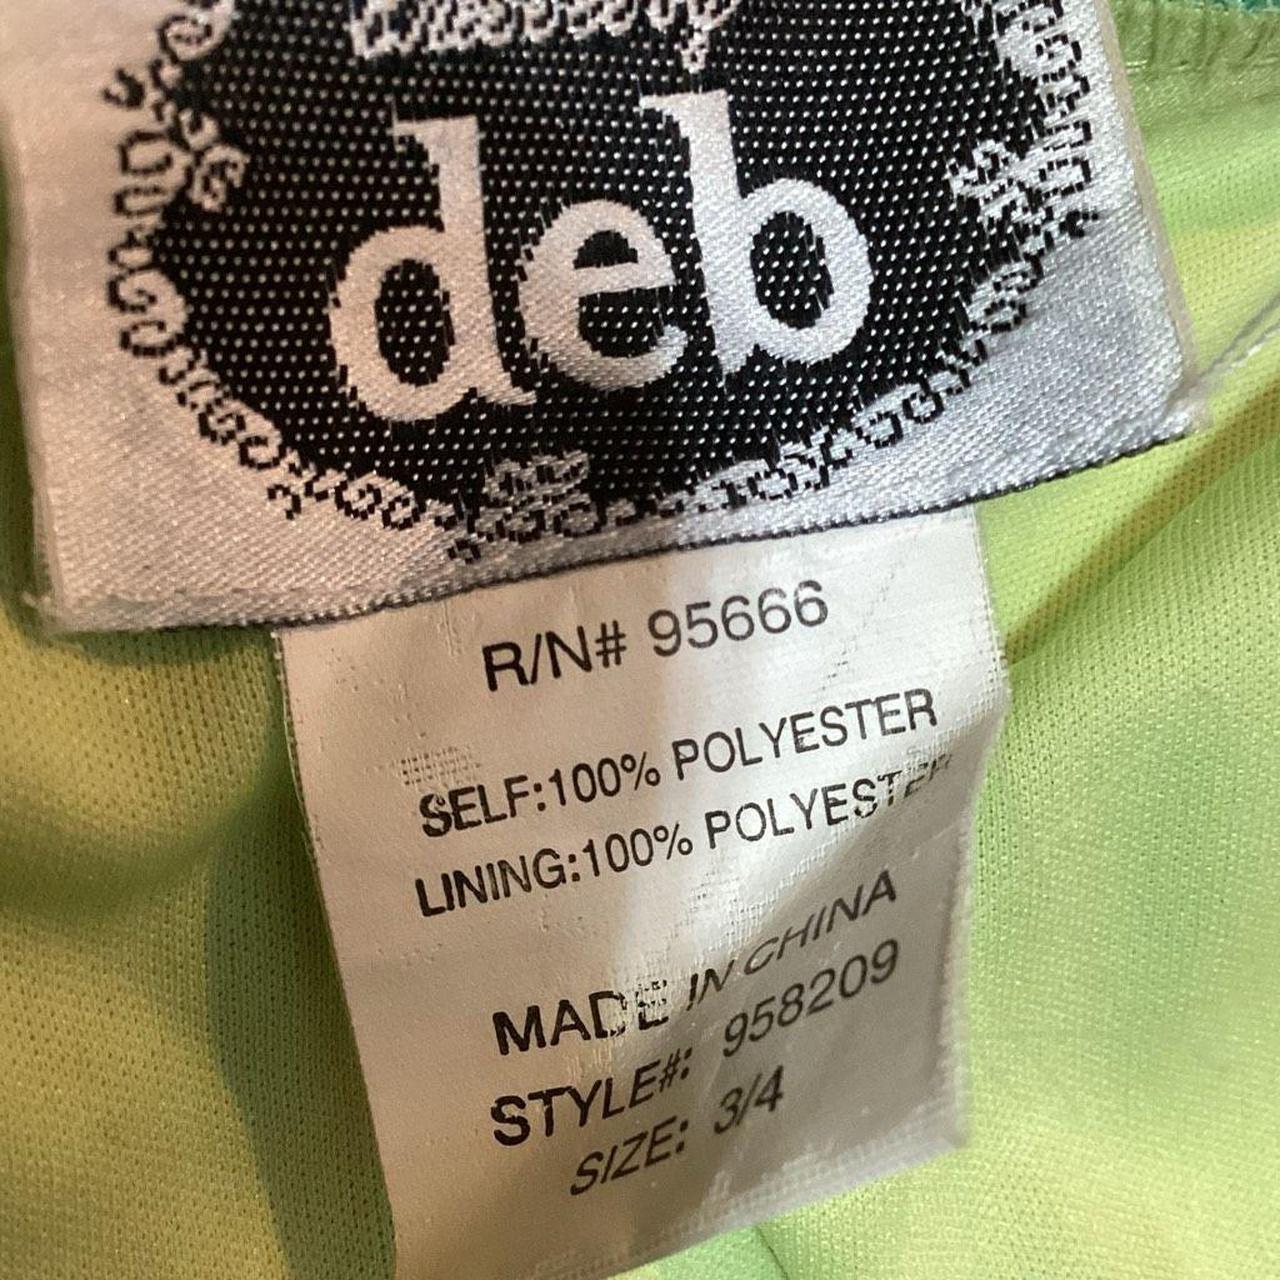 deb
R/N# 95666
SELF:100% POLYESTER
LINING:100% POLYESTER
MADE IN CHINA
STYLE#: 958209
SIZE: 3/4